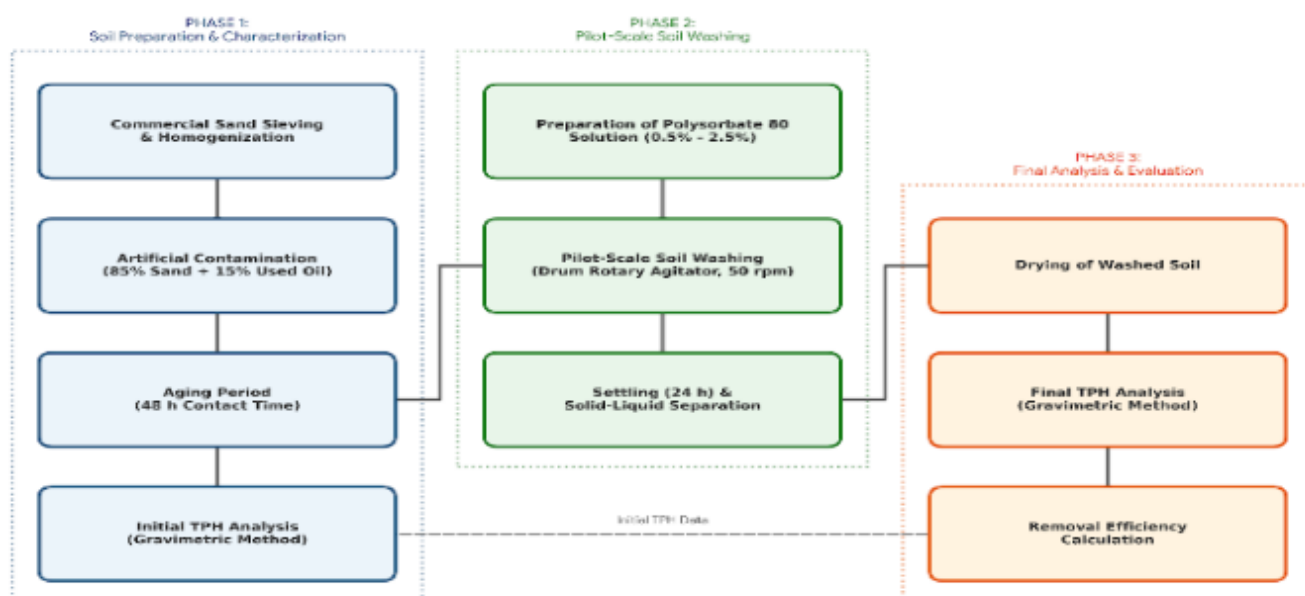 PHASE 1:
Soil Preparation & Characterization
Commercial Sand Sieving
& Homogenization
Artificial Contamination
(85% Sand + 15% Used Oil)
Aging Period
(48 h Contact Time)
Initial TPH Analysis
(Gravimetric Method)
PHASE 2:
Pilot-Scale Soil Washing
Preparation of Polysorbate 80
Solution (0.5% - 2.5%)
Pilot-Scale Soil Washing
(Drum Rotary Agitator, 50 rpm)
Settling (24 h) &
Solid-Liquid Separation
Initial TPH Data
PHASE 3:
Final Analysis & Evaluation
Drying of Washed Soil
Final TPH Analysis
(Gravimetric Method)
Removal Efficiency
Calculation